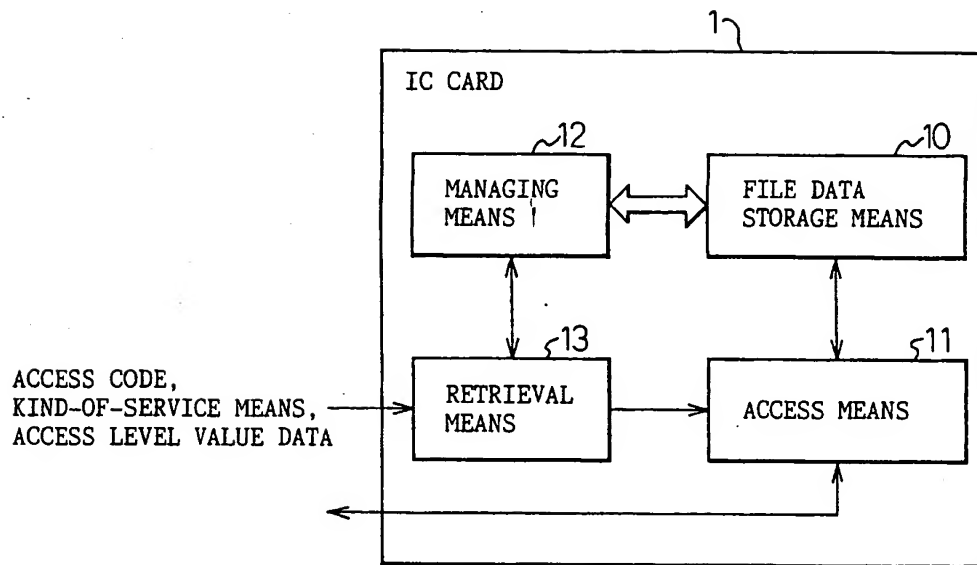 1
IC CARD
12
10
MANAGING
MEANS
FILE DATA
STORAGE MEANS
13
11
ACCESS CODE,
KIND-OF-SERVICE MEANS,
ACCESS LEVEL VALUE DATA
RETRIEVAL
MEANS
ACCESS MEANS